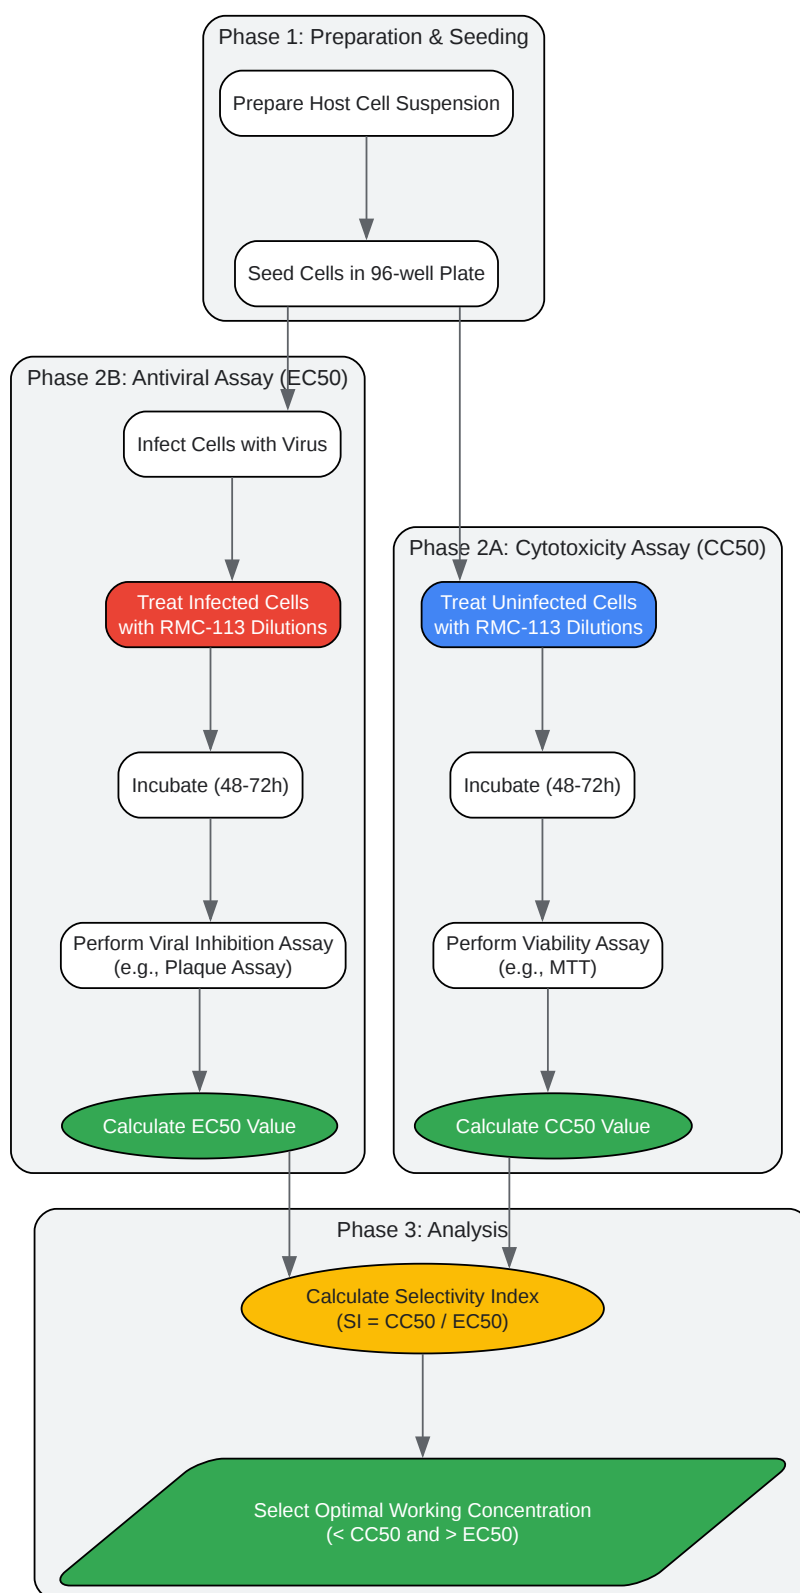 Phase 1: Preparation & Seeding
Prepare Host Cell Suspension
Seed Cells in 96-well Plate
Phase 2B: Antiviral Assay (EC50)
Infect Cells with Virus
Treat Infected Cells
with RMC-113 Dilutions
Incubate (48-72h)
Perform Viral Inhibition Assay
(e.g., Plaque Assay)
Calculate EC50 Value
Phase 2A: Cytotoxicity Assay (CC50)
Treat Uninfected Cells
with RMC-113 Dilutions
Incubate (48-72h)
Perform Viability Assay
(e.g., MTT)
Calculate CC50 Value
Phase 3: Analysis
Calculate Selectivity Index
(SI = CC50 / EC50)
Select Optimal Working Concentration
(< CC50 and > EC50)